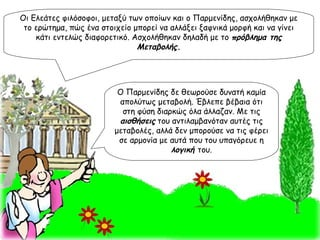 Οι Ελεάτες φιλόσοφοι, μεταξύ των οποίων και ο Παρμενίδης, ασχολήθηκαν με
το ερώτημα, πώς ένα στοιχείο μπορεί να αλλάξει ξαφνικά μορφή και να γίνει
κάτι εντελώς διαφορετικό. Ασχολήθηκαν δηλαδή με το πρόβλημα της
Μεταβολής.
Ο Παρμενίδης δε θεωρούσε δυνατή καμία
απολύτως μεταβολή. Έβλεπε βέβαια ότι
στη φύση διαρκώς όλα άλλαζαν. Με τις
αισθήσεις του αντιλαμβανόταν αυτές τις
μεταβολές, αλλά δεν μπορούσε να τις φέρει
σε αρμονία με αυτά που του υπαγόρευε η
λογική του.